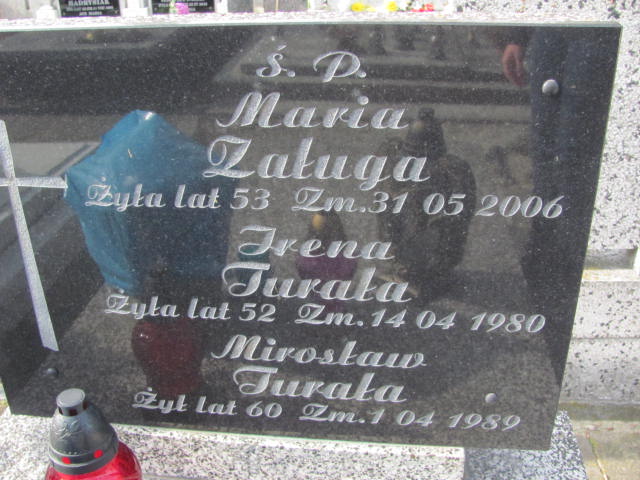 HADRYSIAK
Ś. P.
Maria
Załuga
Żyła lat 53 Zm. 31 05 2006
Irena
Turała
Żyła lat 52 Zm. 14 04 1980
Mirosław
Turała
Żył lat 60 Zm. 1 04 1989